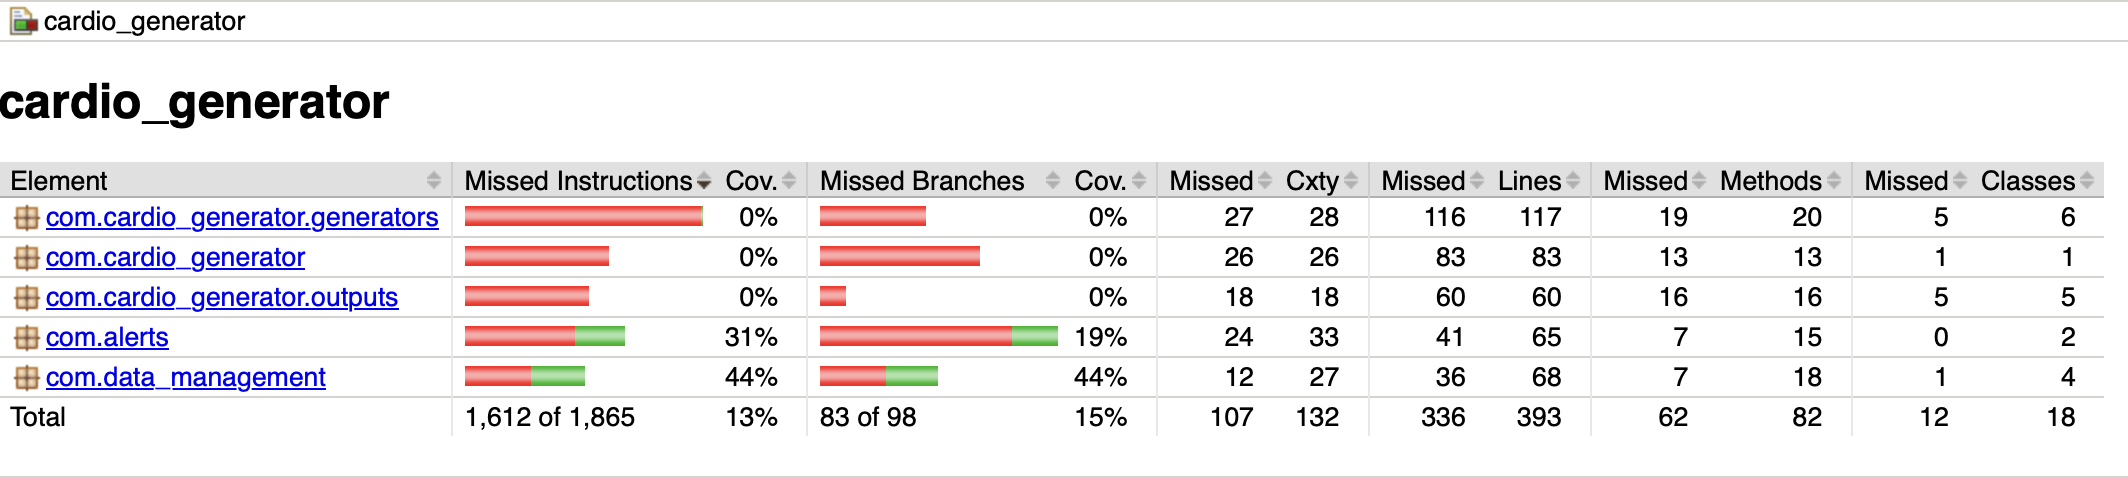 cardio_generator
cardio_generator
Element Missed Instructions Cov. Missed Branches Cov. Missed Cxty Missed Lines Missed Methods Missed Classes
com.cardio_generator.generators 0% 0% 27 28 116 117 19 20 5 6
com.cardio_generator 0% 0% 26 26 83 83 13 13 1 1
com.cardio_generator.outputs 0% 0% 18 18 60 60 16 16 5 5
com.alerts 31% 19% 24 33 41 65 7 15 0 2
com.data_management 44% 44% 12 27 36 68 7 18 1 4
Total 1,612 of 1,865 13% 83 of 98 15% 107 132 336 393 62 82 12 18